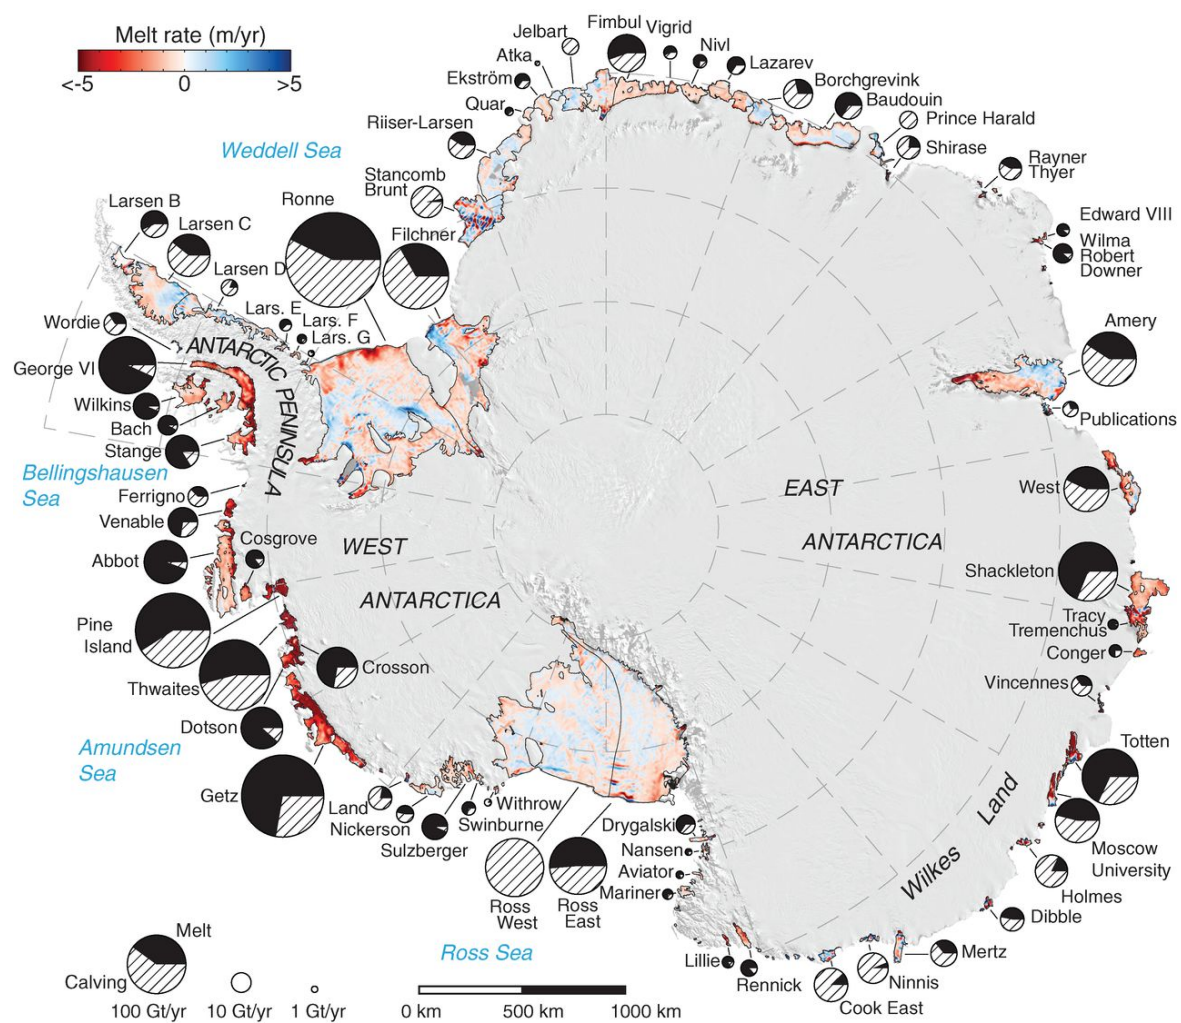 Melt rate (m/yr)
<-5
0
>5
Jelbart
Fimbul
Vigrid
Nivl
Lazarev
Atka
Ekström
Quar
Borchgrevink
Baudouin
Prince Harald
Shirase
Riiser-Larsen
Weddell Sea
Stancomb
Brunt
Rayner
Thyer
Ronne
Filchner
Edward VIII
Wilma
Robert
Downer
Larsen B
Larsen C
Larsen D
Lars. E
Lars. F
Lars. G
Wordie
George VI
Wilkins
Bach
Stange
ANTARCTIC PENINSULA
Amery
Publications
Bellingshausen
Sea
Ferrigno
Venable
Abbot
Cosgrove
West
WEST
ANTARCTICA
EAST
ANTARCTICA
Shackleton
Tracy
Tremenchus
Conger
Vincennes
Pine
Island
Thwaites
Crosson
Dotson
Amundsen
Sea
Getz
Land
Nickerson
Sulzberger
Withrow
Swinburne
Drygalski
Nansen
Aviator
Mariner
Ross
West
Ross
East
Totten
Moscow
University
Holmes
Dibble
Wilkes Land
Mertz
Ninnis
Cook East
Rennick
Lillie
Ross Sea
Melt
Calving
100 Gt/yr
10 Gt/yr
1 Gt/yr
0 km
500 km
1000 km